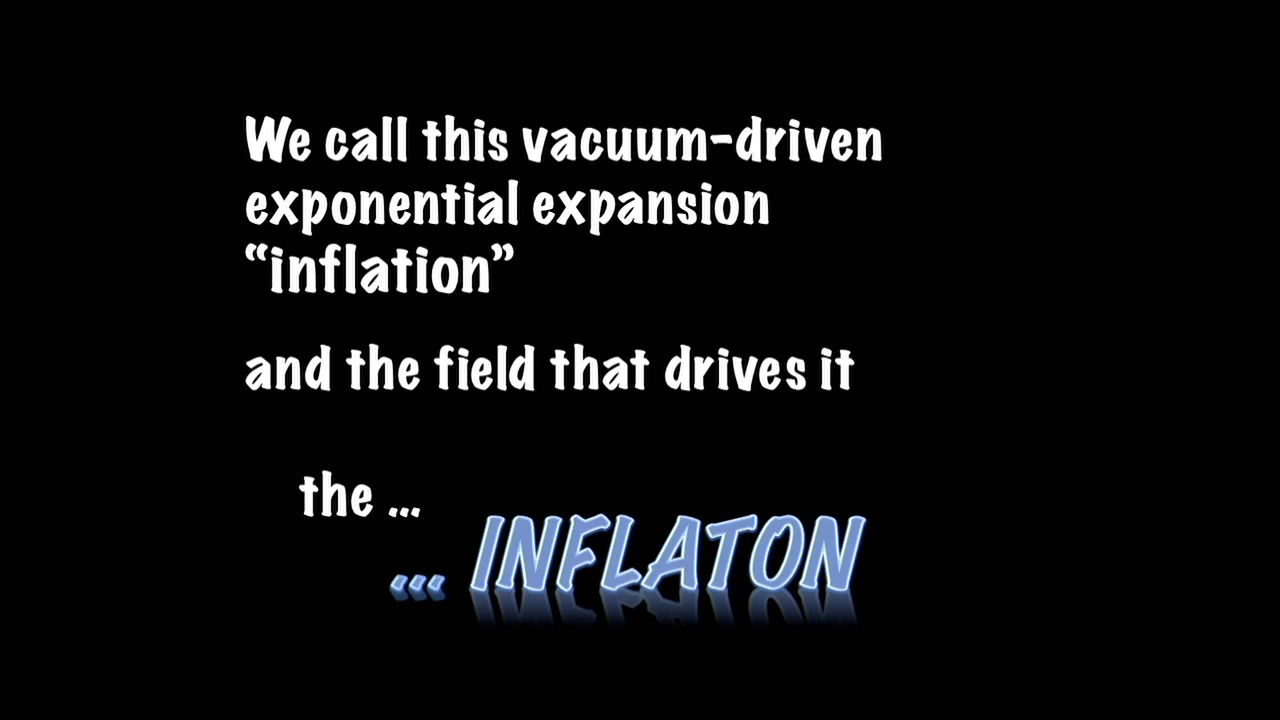 We call this vacuum-driven
exponential expansion
“inflation”
and the field that drives it
the ...
... INFLATON